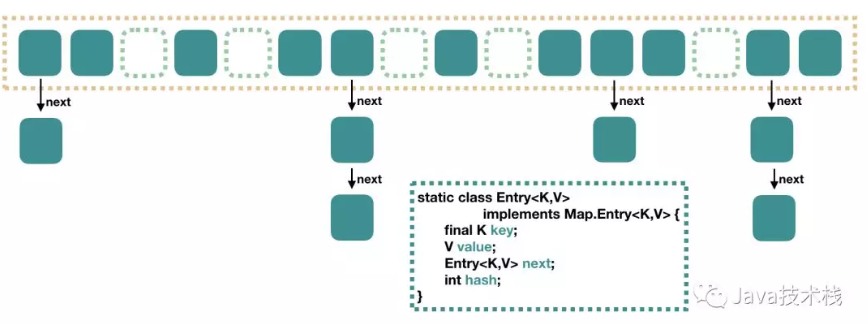 next
next
next
next
next
next
static class Entry<K,V>
implements Map.Entry<K,V> {
final K key;
V value;
Entry<K,V> next;
int hash;
}
Java技术栈